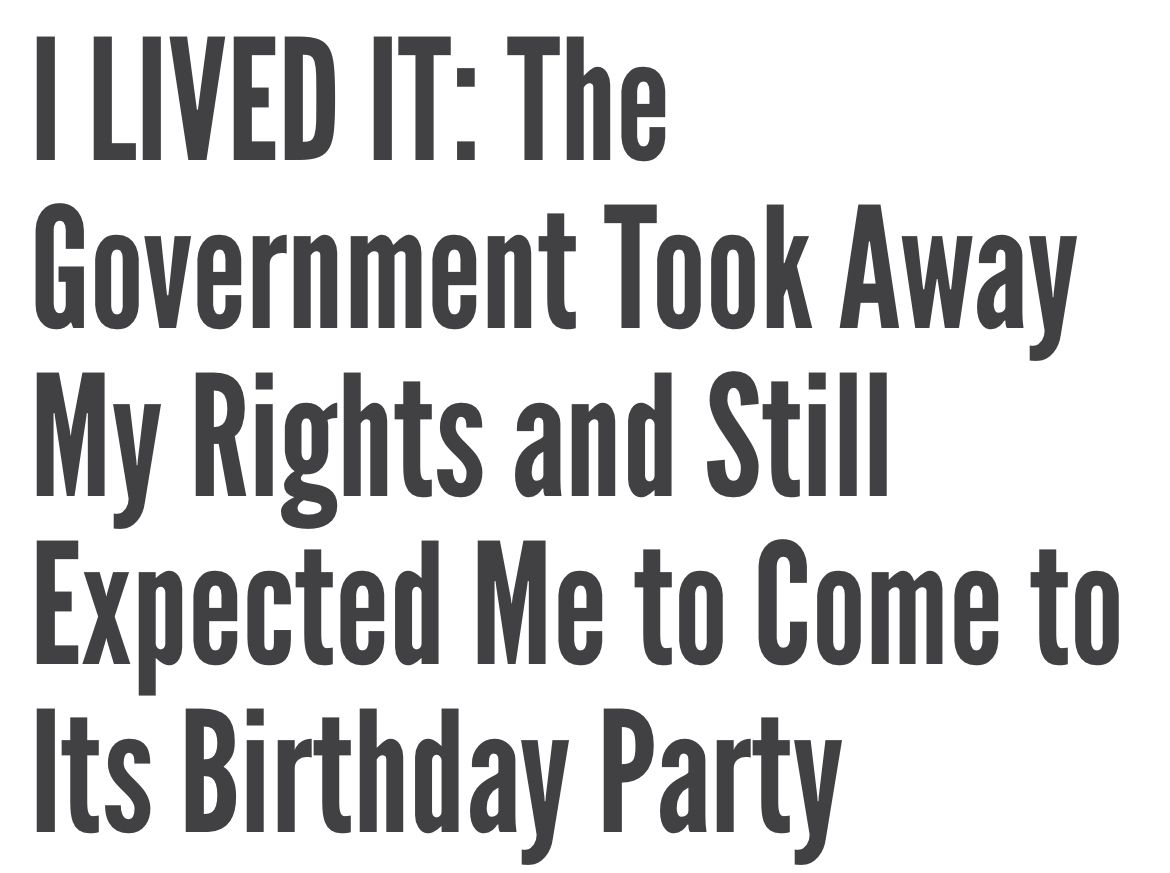 I LIVED IT: The
Government Took Away
My Rights and Still
Expected Me to Come to
Its Birthday Party